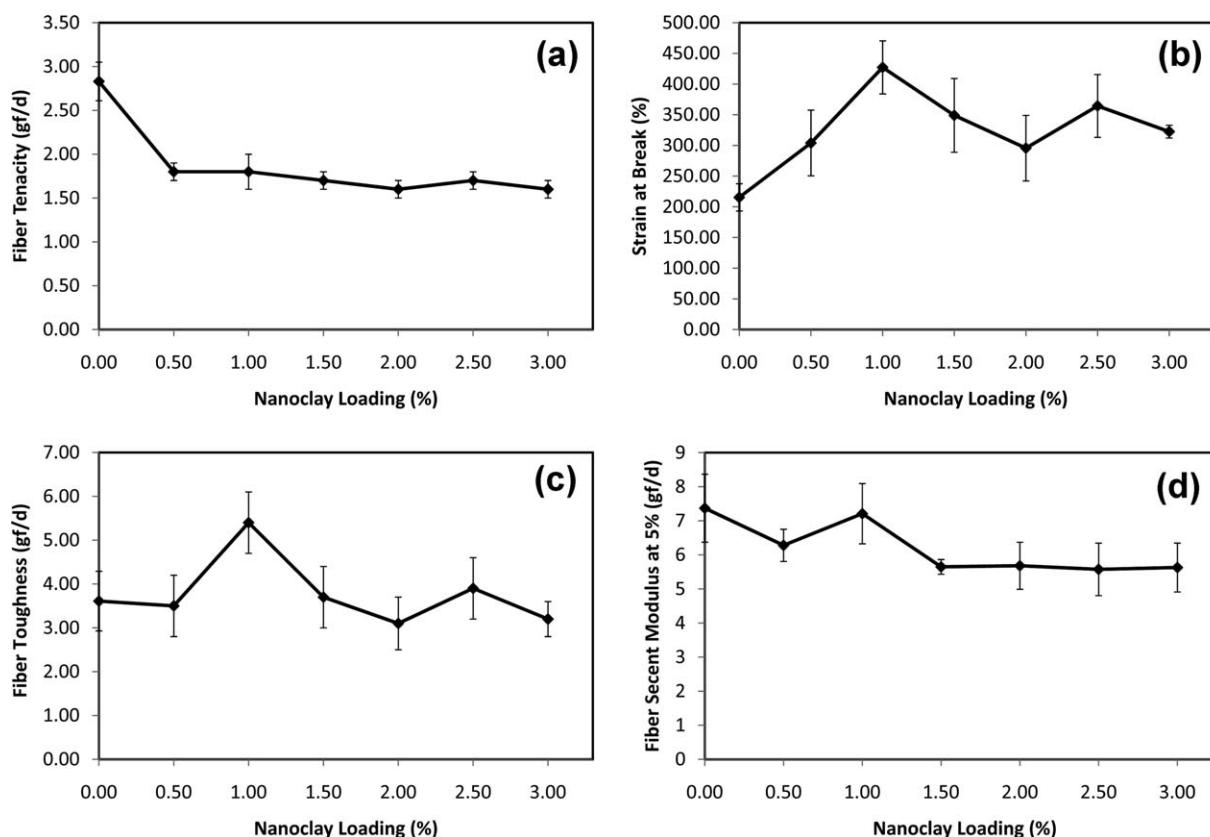 (a)
Fiber Tenacity (gf/d)
3.50
3.00
2.50
2.00
1.50
1.00
0.50
0.00
0.00 0.50 1.00 1.50 2.00 2.50 3.00
Nanoclay Loading (%)
(b)
Strain at Break (%)
500.00
450.00
400.00
350.00
300.00
250.00
200.00
150.00
100.00
50.00
0.00
0.00 0.50 1.00 1.50 2.00 2.50 3.00
Nanoclay Loading (%)
(c)
Fiber Toughness (gf/d)
7.00
6.00
5.00
4.00
3.00
2.00
1.00
0.00
0.00 0.50 1.00 1.50 2.00 2.50 3.00
Nanoclay Loading (%)
(d)
Fiber Secent Modulus at 5% (gf/d)
9
8
7
6
5
4
3
2
1
0
0.00 0.50 1.00 1.50 2.00 2.50 3.00
Nanoclay Loading (%)